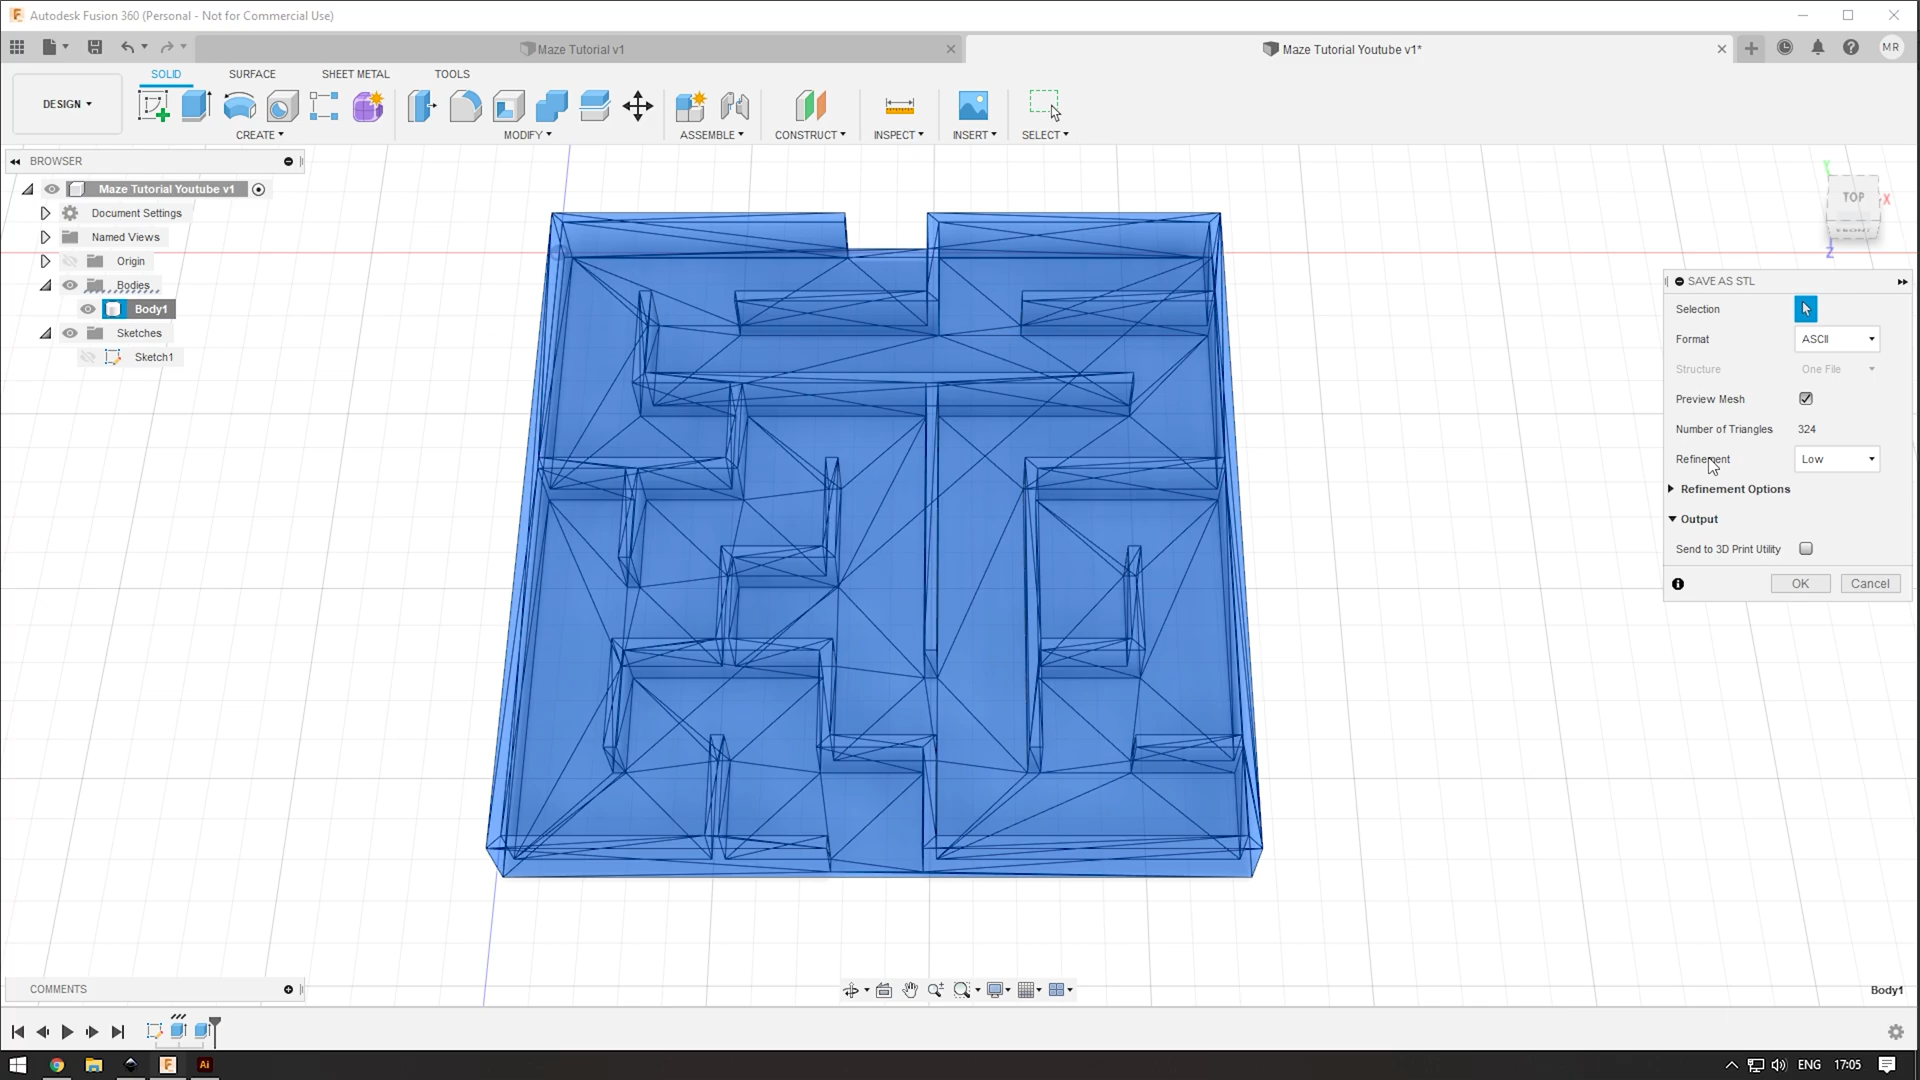 Autodesk Fusion 360 (Personal - Not for Commercial Use)
Maze Tutorial v1
Maze Tutorial Youtube v1*
MR
DESIGN
SOLID
SURFACE
SHEET METAL
TOOLS
CREATE
MODIFY
ASSEMBLE
CONSTRUCT
INSPECT
INSERT
SELECT
BROWSER
Maze Tutorial Youtube v1
Document Settings
Named Views
Origin
Bodies
Body1
Sketches
Sketch1
Y
TOP
X
FRONT
Z
SAVE AS STL
Selection
Format
ASCII
Structure
One File
Preview Mesh
Number of Triangles
324
Refinement
Low
Refinement Options
Output
Send to 3D Print Utility
OK
Cancel
COMMENTS
Body1
Ai
ENG
17:05